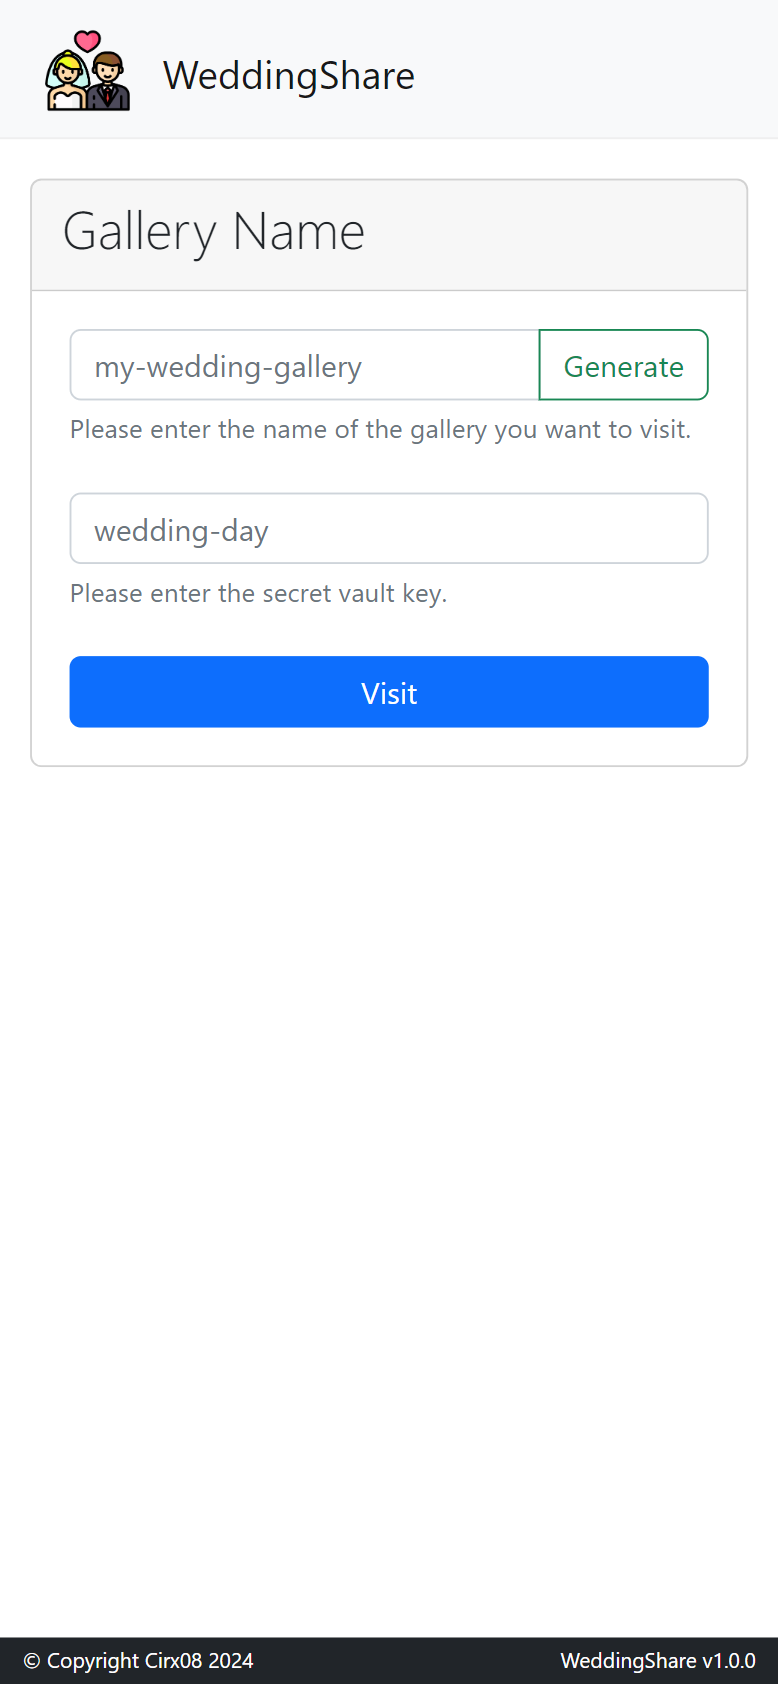 WeddingShare
Gallery Name
my-wedding-gallery Generate
Please enter the name of the gallery you want to visit.
wedding-day
Please enter the secret vault key.
Visit
© Copyright Cirx08 2024 WeddingShare v1.0.0